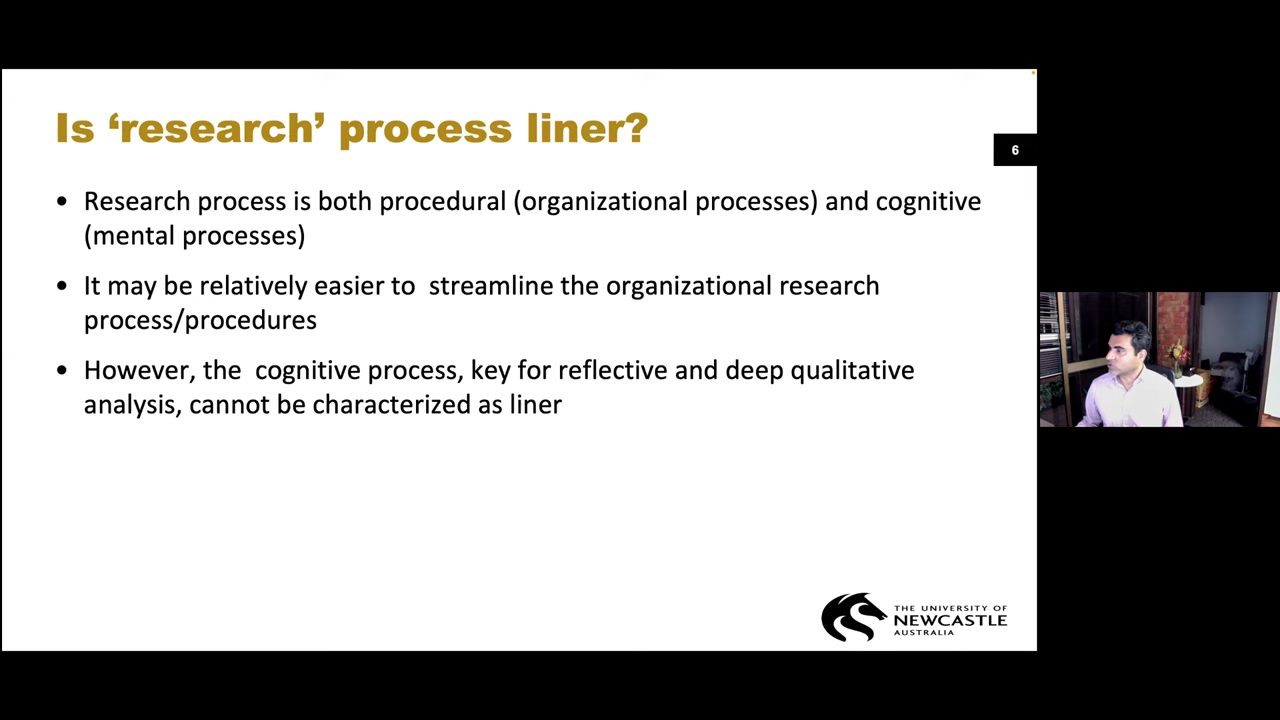 Is ‘research’ process liner?
6
• Research process is both procedural (organizational processes) and cognitive
(mental processes)
• It may be relatively easier to  streamline the organizational research
process/procedures
• However, the  cognitive process, key for reflective and deep qualitative
analysis, cannot be characterized as liner
THE UNIVERSITY OF
NEWCASTLE
AUSTRALIA